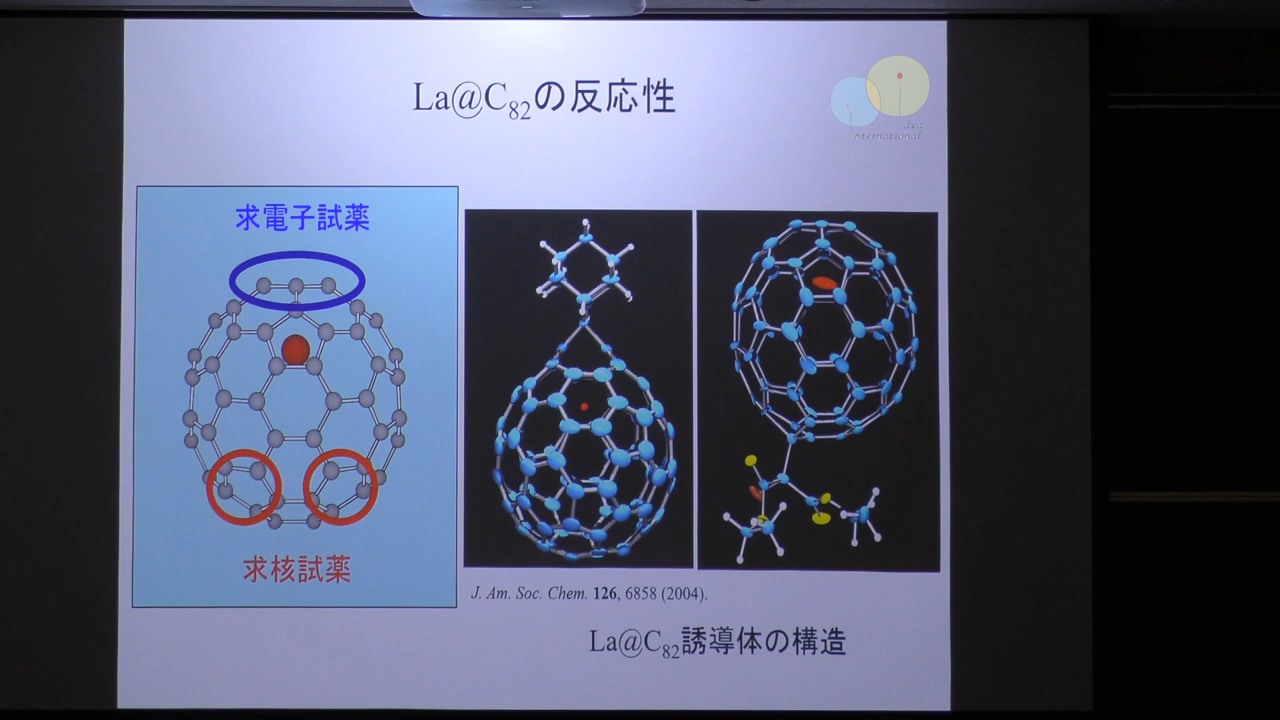 La@C₈₂の反応性
求電子試薬
求核試薬
J. Am. Soc. Chem. 126, 6858 (2004).
La@C₈₂誘導体の構造